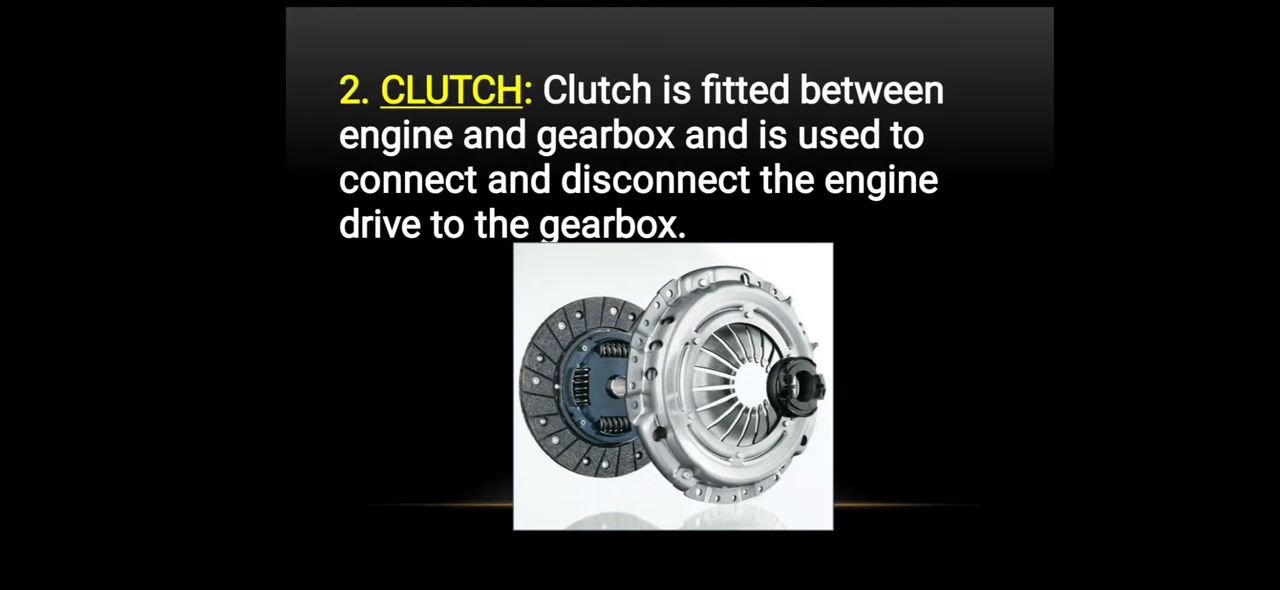 2. CLUTCH: Clutch is fitted between
engine and gearbox and is used to
connect and disconnect the engine
drive to the gearbox.